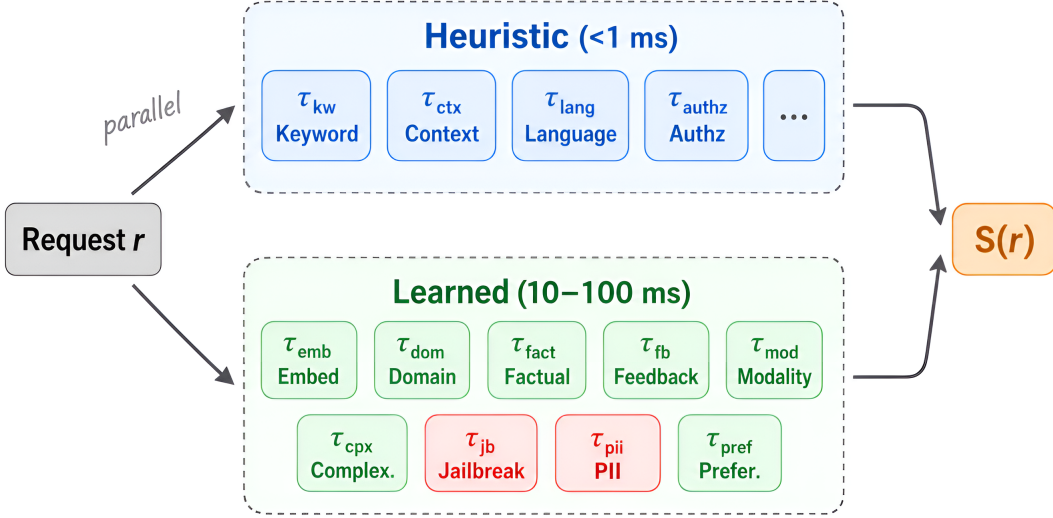 Heuristic (<1 ms)
parallel
τkw
Keyword
τctx
Context
τlang
Language
τauthz
Authz
...
Request r
S(r)
Learned (10–100 ms)
τemb
Embed
τdom
Domain
τfact
Factual
τfb
Feedback
τmod
Modality
τcpx
Complex.
τjb
Jailbreak
τpii
PII
τpref
Prefer.